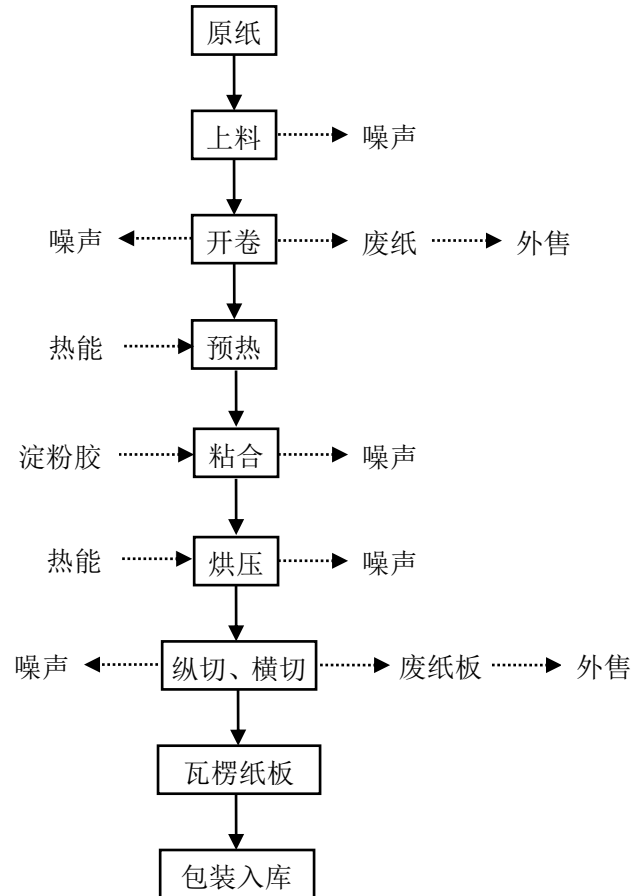 原纸
上料 噪声
噪声 开卷 废纸 外售
热能 预热
淀粉胶 粘合 噪声
热能 烘压 噪声
噪声 纵切、横切 废纸板 外售
瓦楞纸板
包装入库